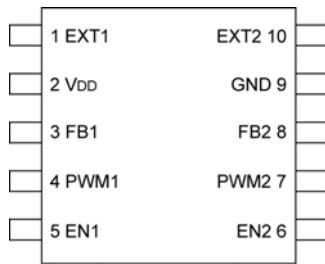 1 EXT1 EXT2 10
2 VDD GND 9
3 FB1 FB2 8
4 PWM1 PWM2 7
5 EN1 EN2 6